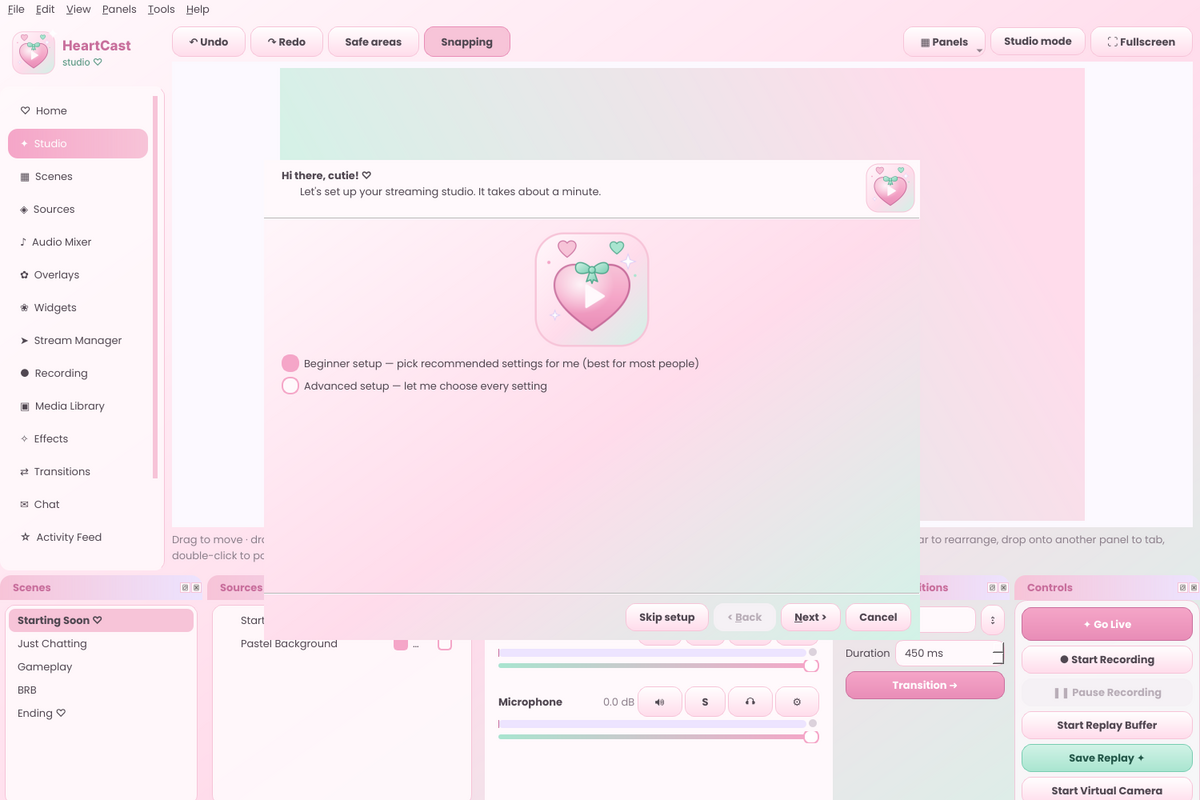 File Edit View Panels Tools Help
HeartCast
studio ♡
↶ Undo
↷ Redo
Safe areas
Snapping
▦ Panels
Studio mode
⛶ Fullscreen
♡ Home
✦ Studio
▦ Scenes
◈ Sources
♪ Audio Mixer
✿ Overlays
❀ Widgets
➤ Stream Manager
● Recording
▣ Media Library
✧ Effects
⇄ Transitions
✉ Chat
☆ Activity Feed
Hi there, cutie! ♡
Let's set up your streaming studio. It takes about a minute.
Beginner setup — pick recommended settings for me (best for most people)
Advanced setup — let me choose every setting
Skip setup
< Back
Next >
Cancel
Drag to move ·
to rearrange, drop onto another panel to tab,
double-click to
Scenes
Starting Soon ♡
Just Chatting
Gameplay
BRB
Ending ♡
Sources
Start
Pastel Background
...
Microphone
0.0 dB
S
itions
Duration
450 ms
Transition →
Controls
✦ Go Live
● Start Recording
❚❚ Pause Recording
Start Replay Buffer
Save Replay ✦
Start Virtual Camera